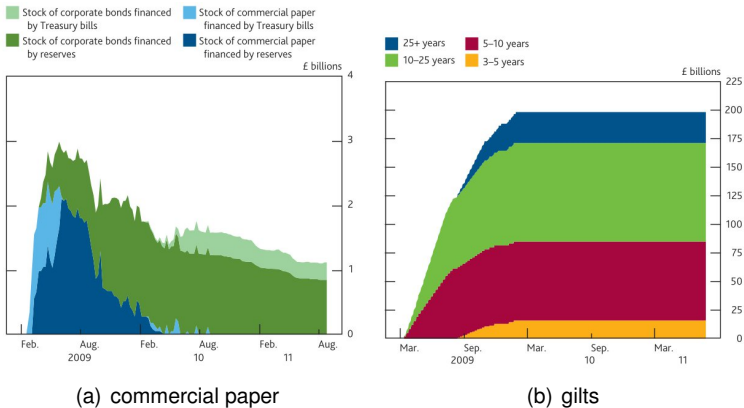 Stock of corporate bonds financed by Treasury bills
Stock of commercial paper financed by Treasury bills
Stock of corporate bonds financed by reserves
Stock of commercial paper financed by reserves
£ billions
4
3
2
1
0
Feb. Aug. Feb. Aug. Feb. Aug.
2009 10 11
(a) commercial paper
25+ years 5–10 years
10–25 years 3–5 years
£ billions
225
200
175
150
125
100
75
50
25
0
Mar. Sep. Mar. Sep. Mar.
2009 10 11
(b) gilts